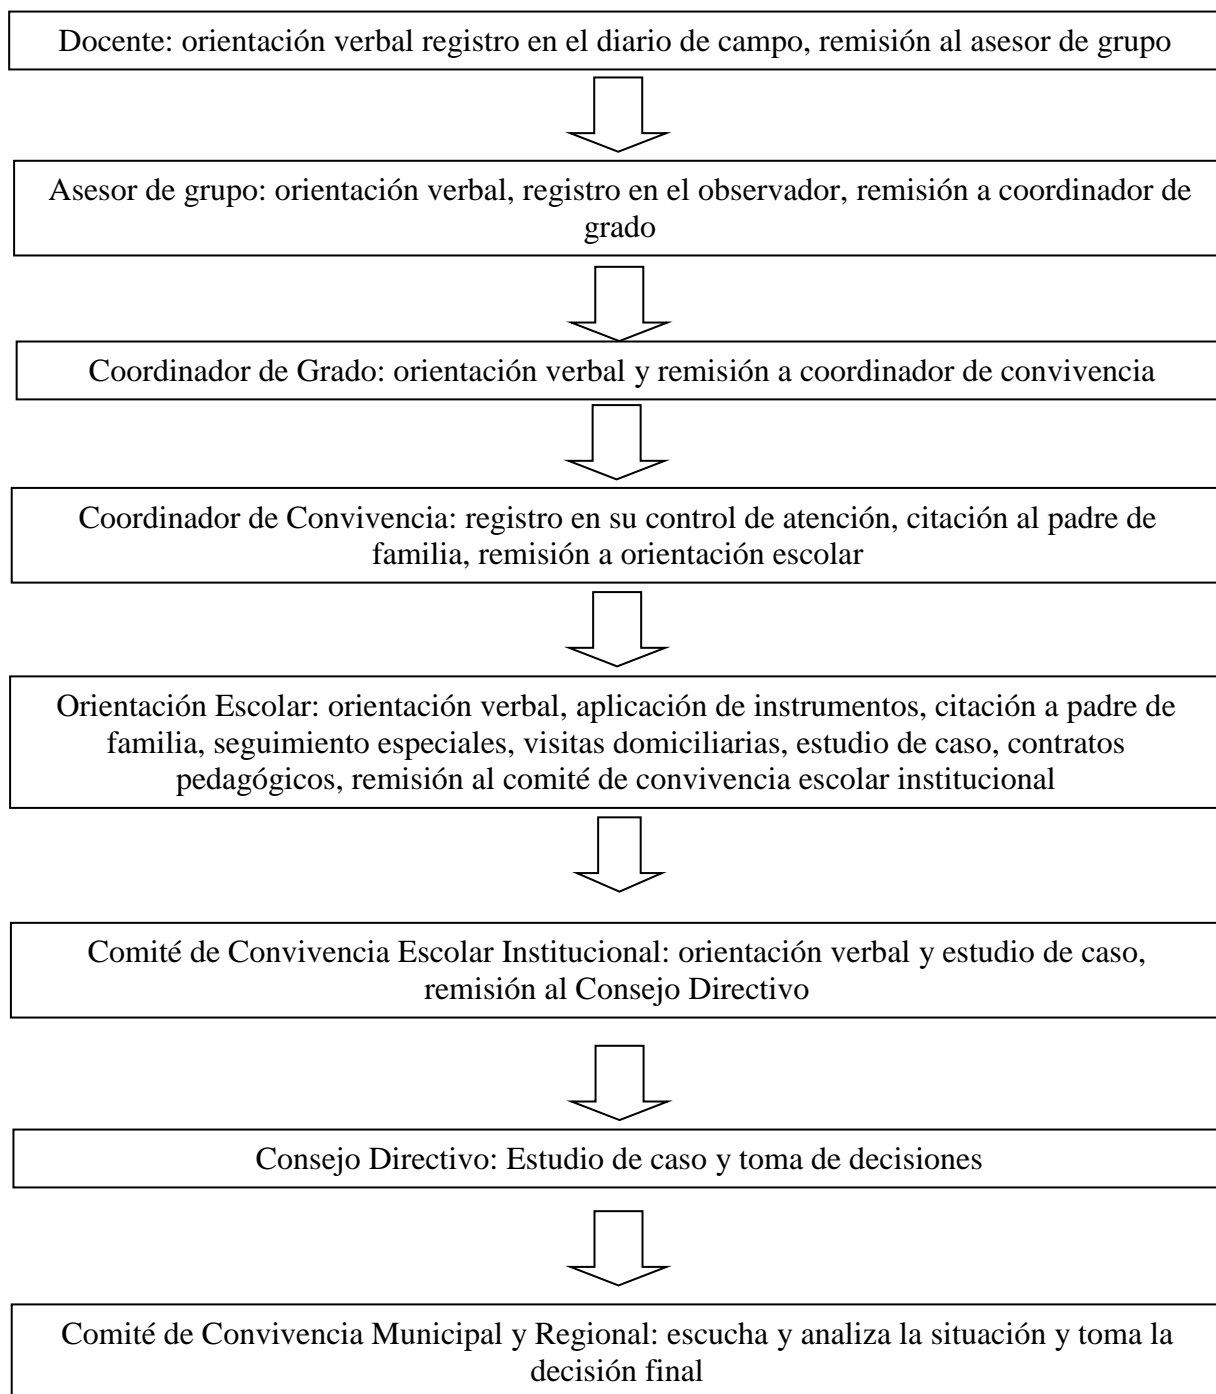 Docente: orientación verbal registro en el diario de campo, remisión al asesor de grupo
Asesor de grupo: orientación verbal, registro en el observador, remisión a coordinador de
grado
Coordinador de Grado: orientación verbal y remisión a coordinador de convivencia
Coordinador de Convivencia: registro en su control de atención, citación al padre de
familia, remisión a orientación escolar
Orientación Escolar: orientación verbal, aplicación de instrumentos, citación a padre de
familia, seguimiento especiales, visitas domiciliarias, estudio de caso, contratos
pedagógicos, remisión al comité de convivencia escolar institucional
Comité de Convivencia Escolar Institucional: orientación verbal y estudio de caso,
remisión al Consejo Directivo
Consejo Directivo: Estudio de caso y toma de decisiones
Comité de Convivencia Municipal y Regional: escucha y analiza la situación y toma la
decisión final